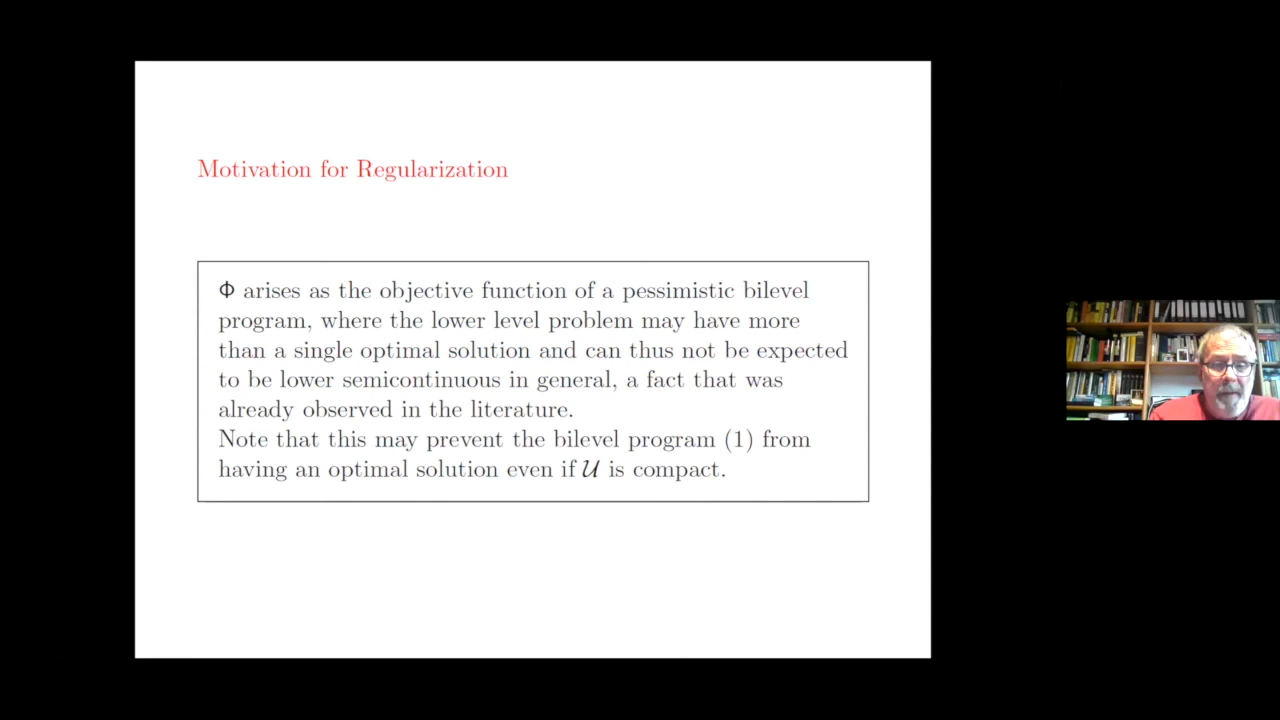 Motivation for Regularization
Φ arises as the objective function of a pessimistic bilevel
program, where the lower level problem may have more
than a single optimal solution and can thus not be expected
to be lower semicontinuous in general, a fact that was
already observed in the literature.
Note that this may prevent the bilevel program (1) from
having an optimal solution even if 𝒰 is compact.